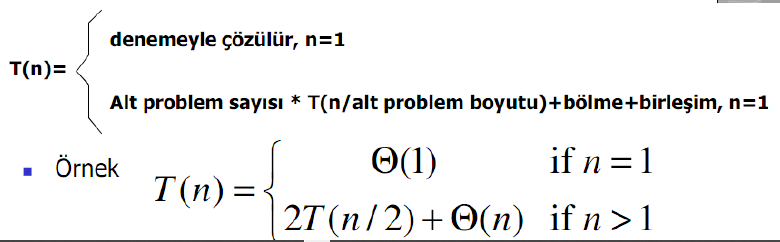 denemeyle çözülür, n=1
T(n)=
Alt problem sayısı * T(n/alt problem boyutu)+bölme+birleşim, n=1
Örnek T(n) = { Θ(1) if n = 1
2T(n/2) + Θ(n) if n > 1